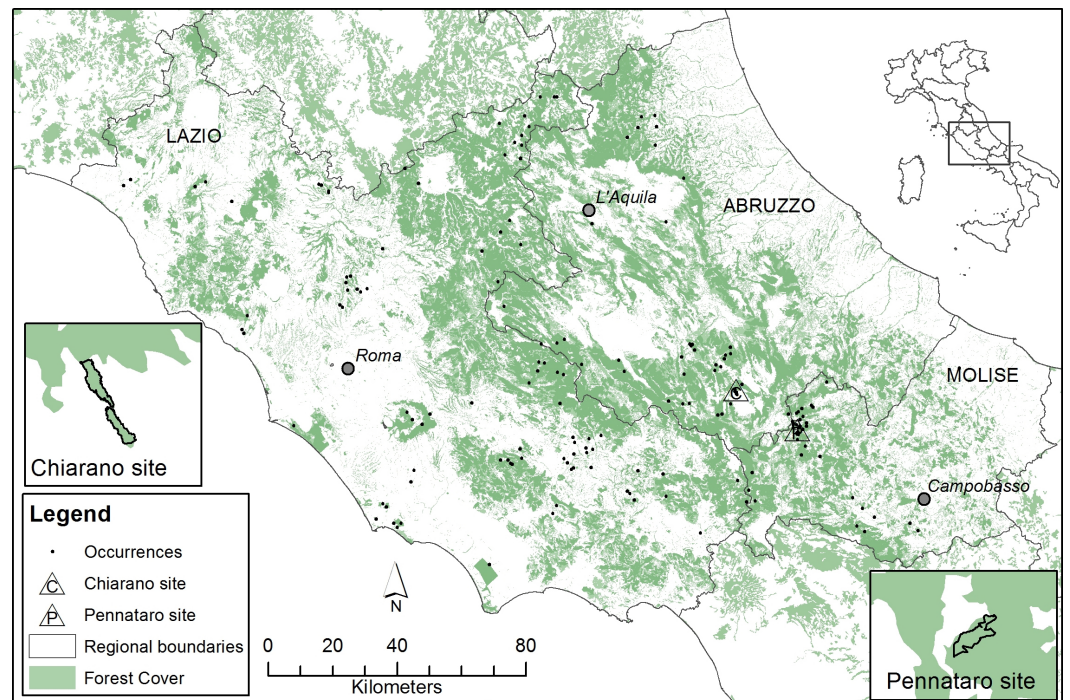 LAZIO
L'Aquila
ABRUZZO
Roma
MOLISE
C
P
Campobasso
Chiarano site
Legend
Occurrences
C Chiarano site
P Pennataro site
Regional boundaries
Forest Cover
N
0 20 40 80
Kilometers
Pennataro site